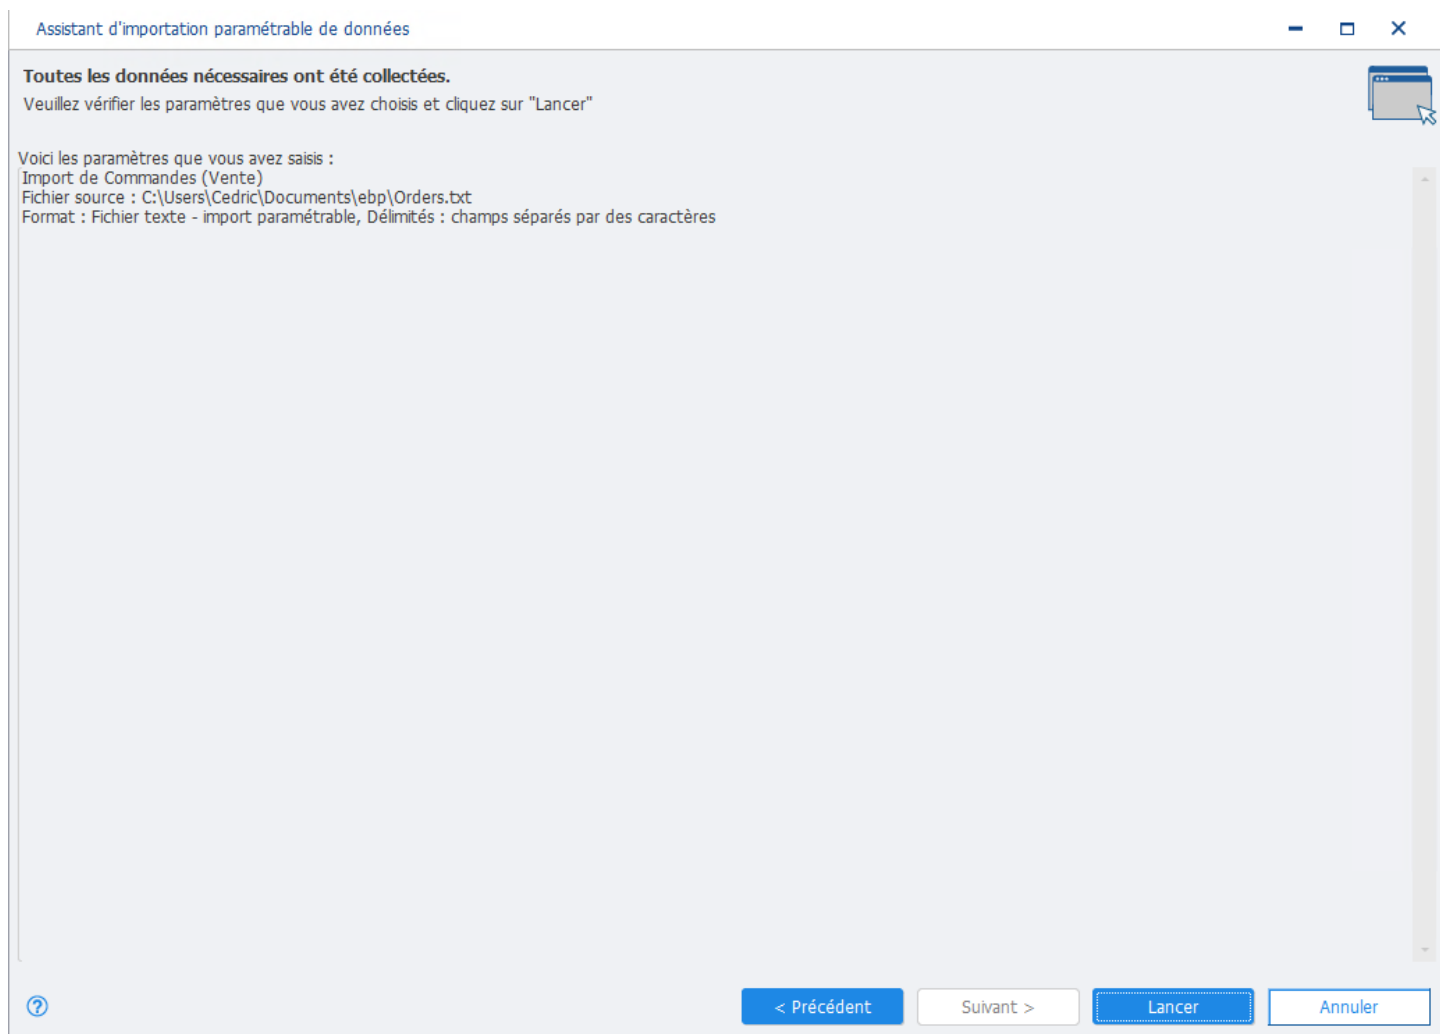 Assistant d'importation paramétrable de données
Toutes les données nécessaires ont été collectées.
Veuillez vérifier les paramètres que vous avez choisis et cliquez sur "Lancer"
Voici les paramètres que vous avez saisis :
Import de Commandes (Vente)
Fichier source : C:\Users\Cedric\Documents\ebp\Orders.txt
Format : Fichier texte - import paramétrable, Délimités : champs séparés par des caractères
? < Précédent Suivant > Lancer Annuler